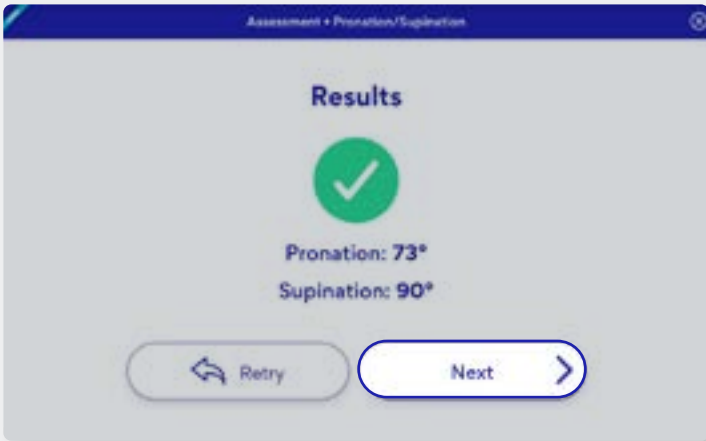 Assessment • Pronation/Supination
Results
Pronation: 73°
Supination: 90°
Retry
Next